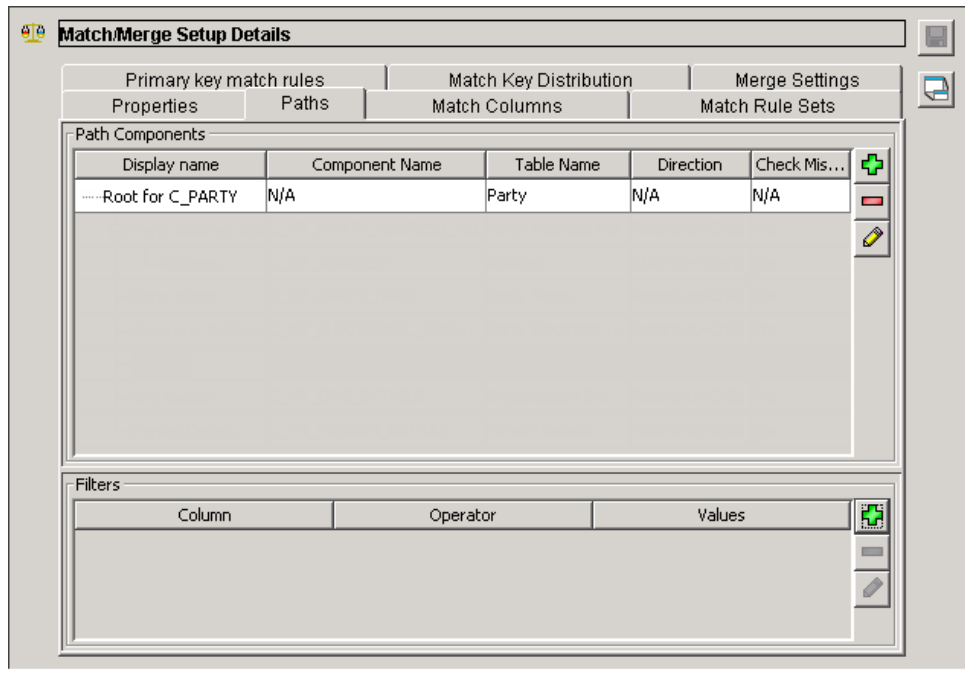 Match/Merge Setup Details
Primary key match rules Match Key Distribution Merge Settings
Properties Paths Match Columns Match Rule Sets
Path Components
Display name Component Name Table Name Direction Check Mis...
Root for C_PARTY N/A Party N/A N/A
Filters
Column Operator Values